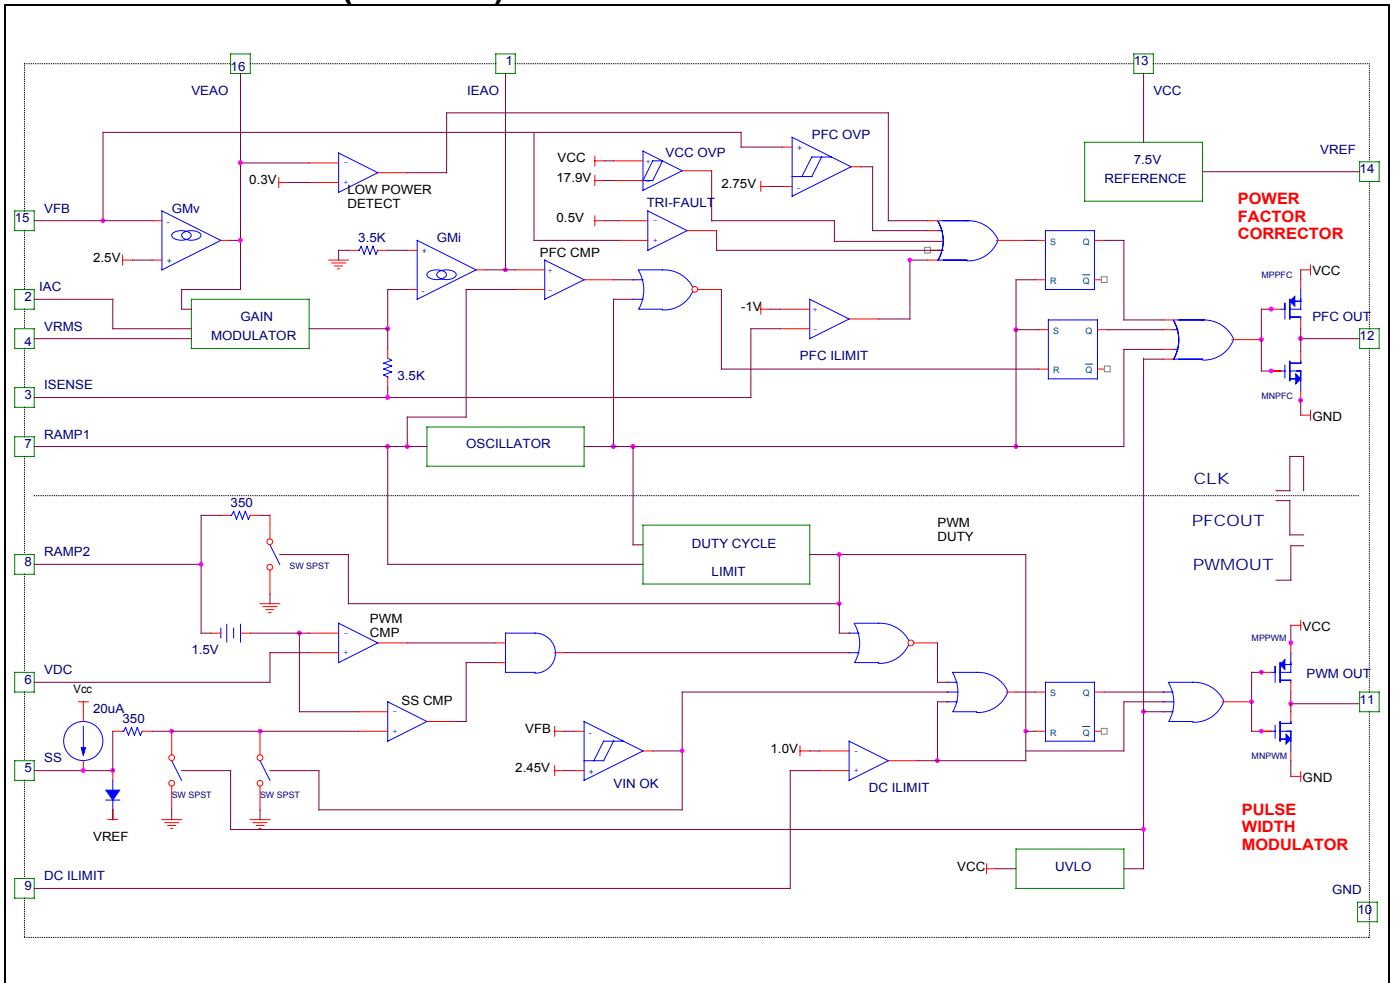 16
1
13
VEAO
IEAO
VCC
PFC OVP
VCC OVP
VCC
17.9V
2.75V
7.5V
REFERENCE
VREF
14
0.3V
LOW POWER
DETECT
TRI-FAULT
0.5V
POWER
FACTOR
CORRECTOR
15
VFB
GMv
2.5V
3.5K
GMi
PFC CMP
S
Q
R
Q
VCC
MPPFC
2
IAC
4
VRMS
GAIN
MODULATOR
-1V
PFC ILIMIT
S
Q
R
Q
PFC OUT
12
MNPFC
GND
3.5K
3
ISENSE
7
RAMP1
OSCILLATOR
CLK
PFCOUT
PWMOUT
350
PWM
DUTY
8
RAMP2
SW SPST
DUTY CYCLE
LIMIT
1.5V
PWM
CMP
VCC
MPPWM
6
VDC
PWM OUT
11
Vcc
20uA
350
SS CMP
S
Q
R
Q
VFB
2.45V
VIN OK
1.0V
DC ILIMIT
MNPWM
GND
5
SS
SW SPST
SW SPST
VREF
PULSE
WIDTH
MODULATOR
9
DC ILIMIT
VCC
UVLO
GND
10